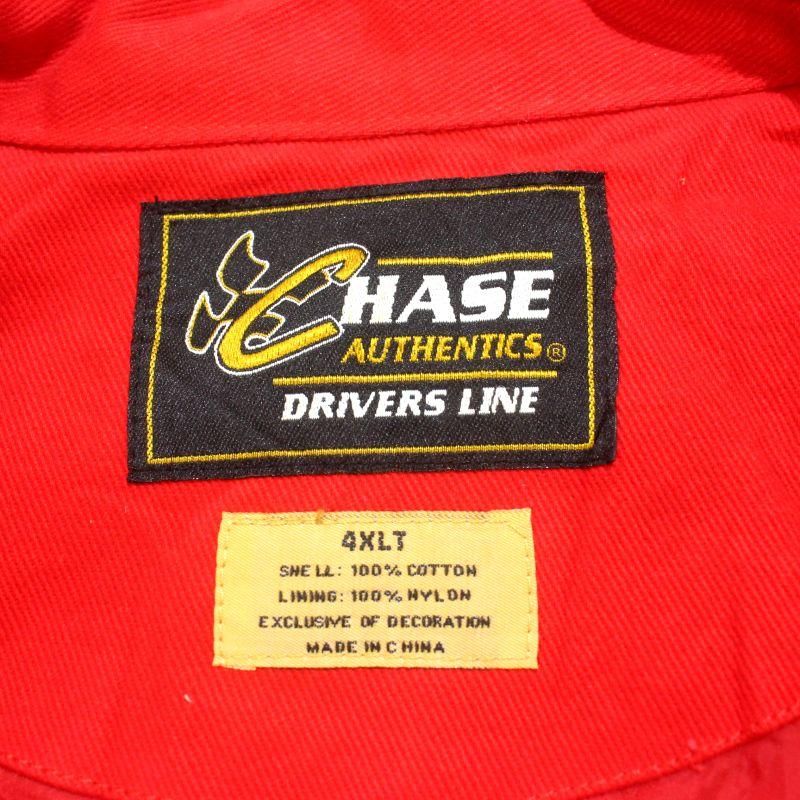 CHASE
AUTHENTICS®
DRIVERS LINE
4XLT
SHELL: 100% COTTON
LINING: 100% NYLON
EXCLUSIVE OF DECORATION
MADE IN CHINA